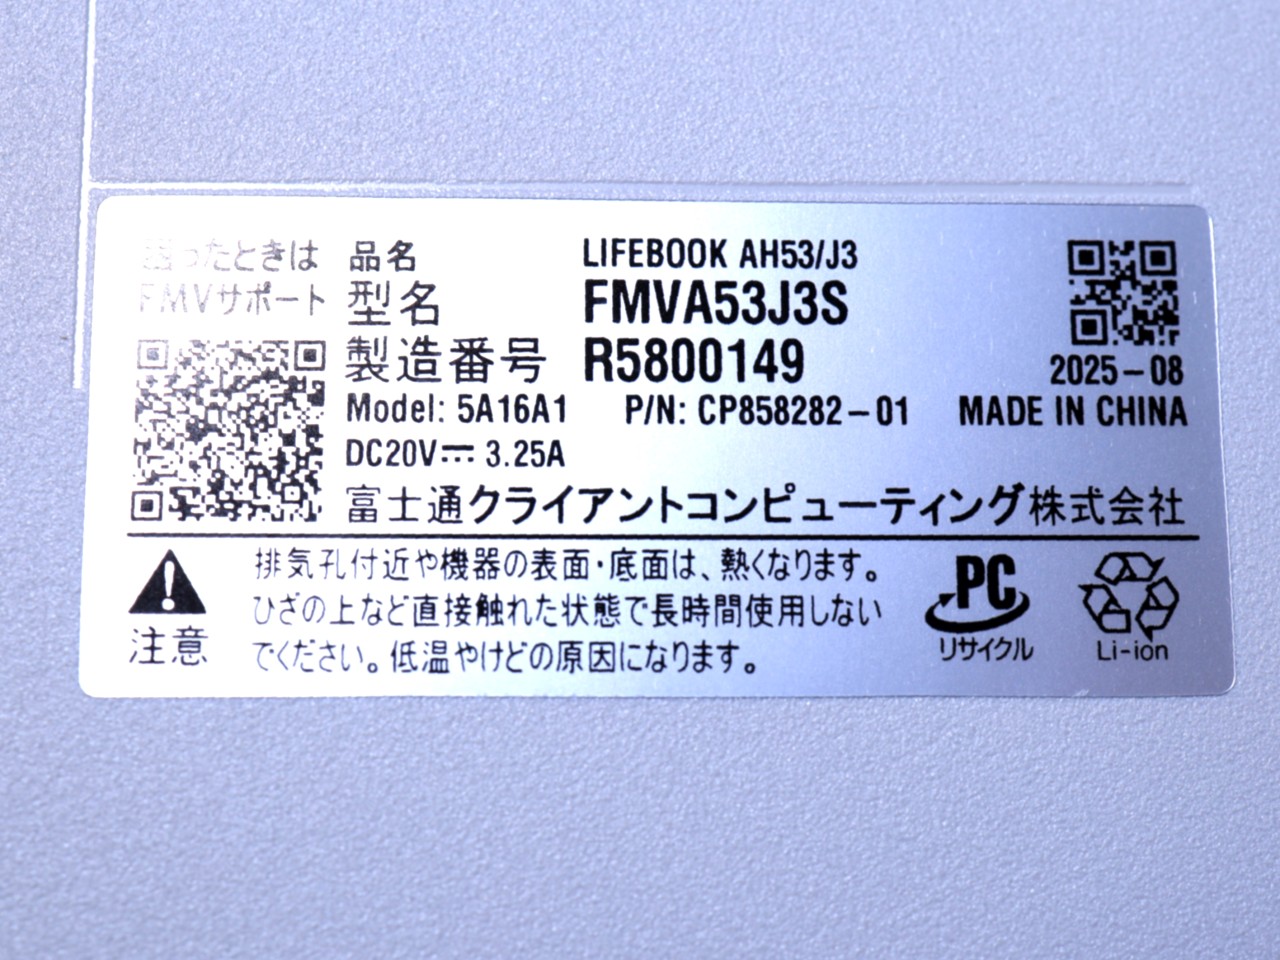 困ったときは
FMVサポート
品名 LIFEBOOK AH53/J3
型名 FMVA53J3S
製造番号 R5800149
2025-08
Model: 5A16A1 P/N: CP858282-01 MADE IN CHINA
DC20V⎓ 3.25A
富士通クライアントコンピューティング株式会社
注意
排気孔付近や機器の表面・底面は、熱くなります。
ひざの上など直接触れた状態で長時間使用しない
でください。低温やけどの原因になります。
PC
リサイクル
Li-ion